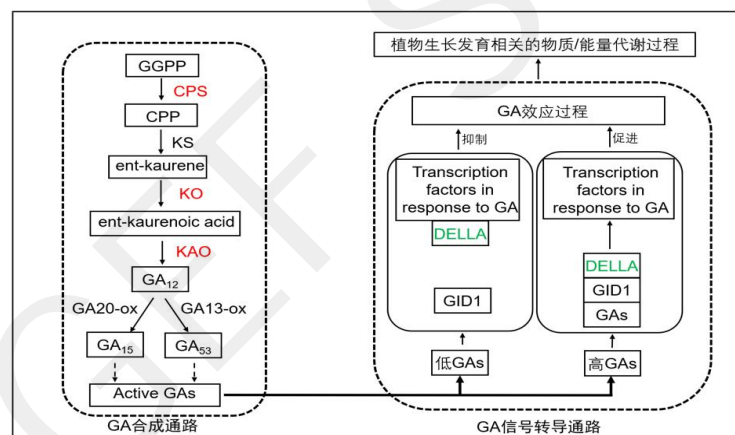 GGPP
CPS
CPP
KS
ent-kaurene
KO
ent-kaurenoic acid
KAO
GA12
GA20-ox
GA13-ox
GA15
GA53
Active GAs
GA合成通路
植物生长发育相关的物质/能量代谢过程
GA效应过程
抑制
促进
Transcription
factors in
response to GA
DELLA
GID1
低GAs
Transcription
factors in
response to GA
DELLA
GID1
GAs
高GAs
GA信号转导通路